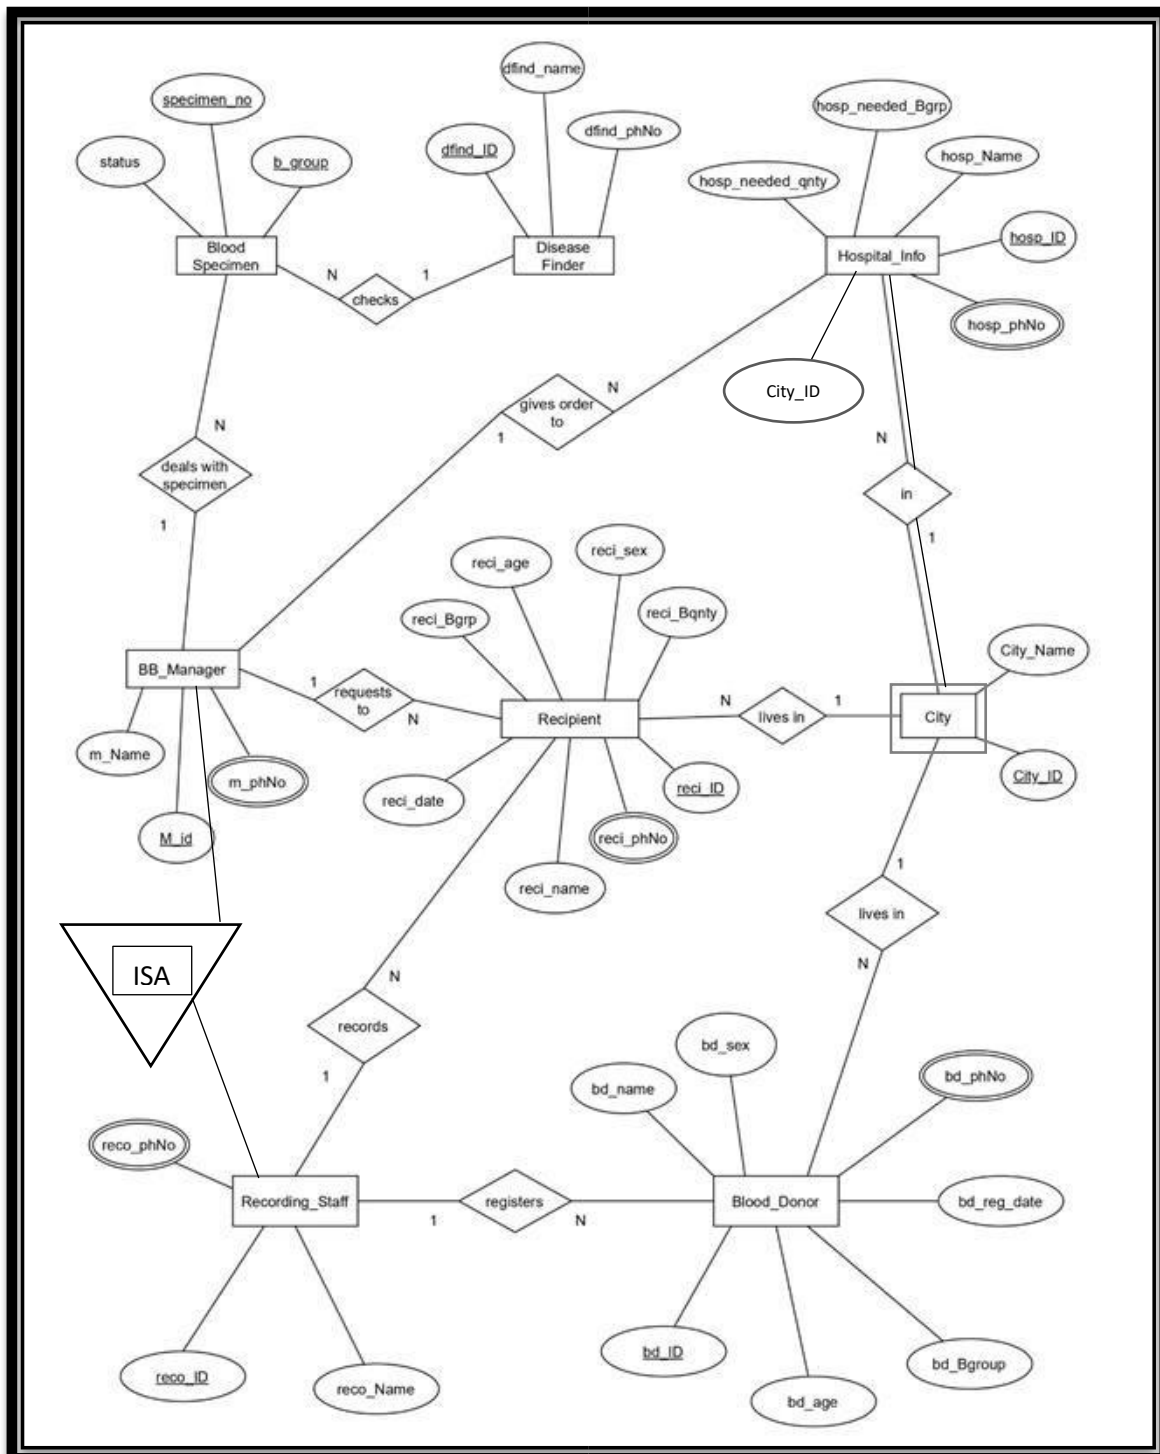 dfind_name
specimen_no
hosp_needed_Bgrp
dfind_phNo
status
b_group
dfind_ID
hosp_Name
hosp_needed_qnty
hosp_ID
Blood
Specimen
Disease
Finder
Hospital_Info
N
1
checks
hosp_phNo
City_ID
N
gives order
to
1
N
N
deals with
specimen
in
1
1
reci_sex
reci_age
reci_Bgrp
reci_Bqnty
City_Name
BB_Manager
1
requests
to
N
Recipient
N
lives in
1
City
m_Name
m_phNo
reci_date
reci_ID
City_ID
M_id
reci_phNo
reci_name
1
lives in
N
ISA
N
records
1
bd_sex
bd_name
bd_phNo
reco_phNo
Recording_Staff
1
registers
N
Blood_Donor
bd_reg_date
bd_ID
bd_Bgroup
reco_ID
reco_Name
bd_age